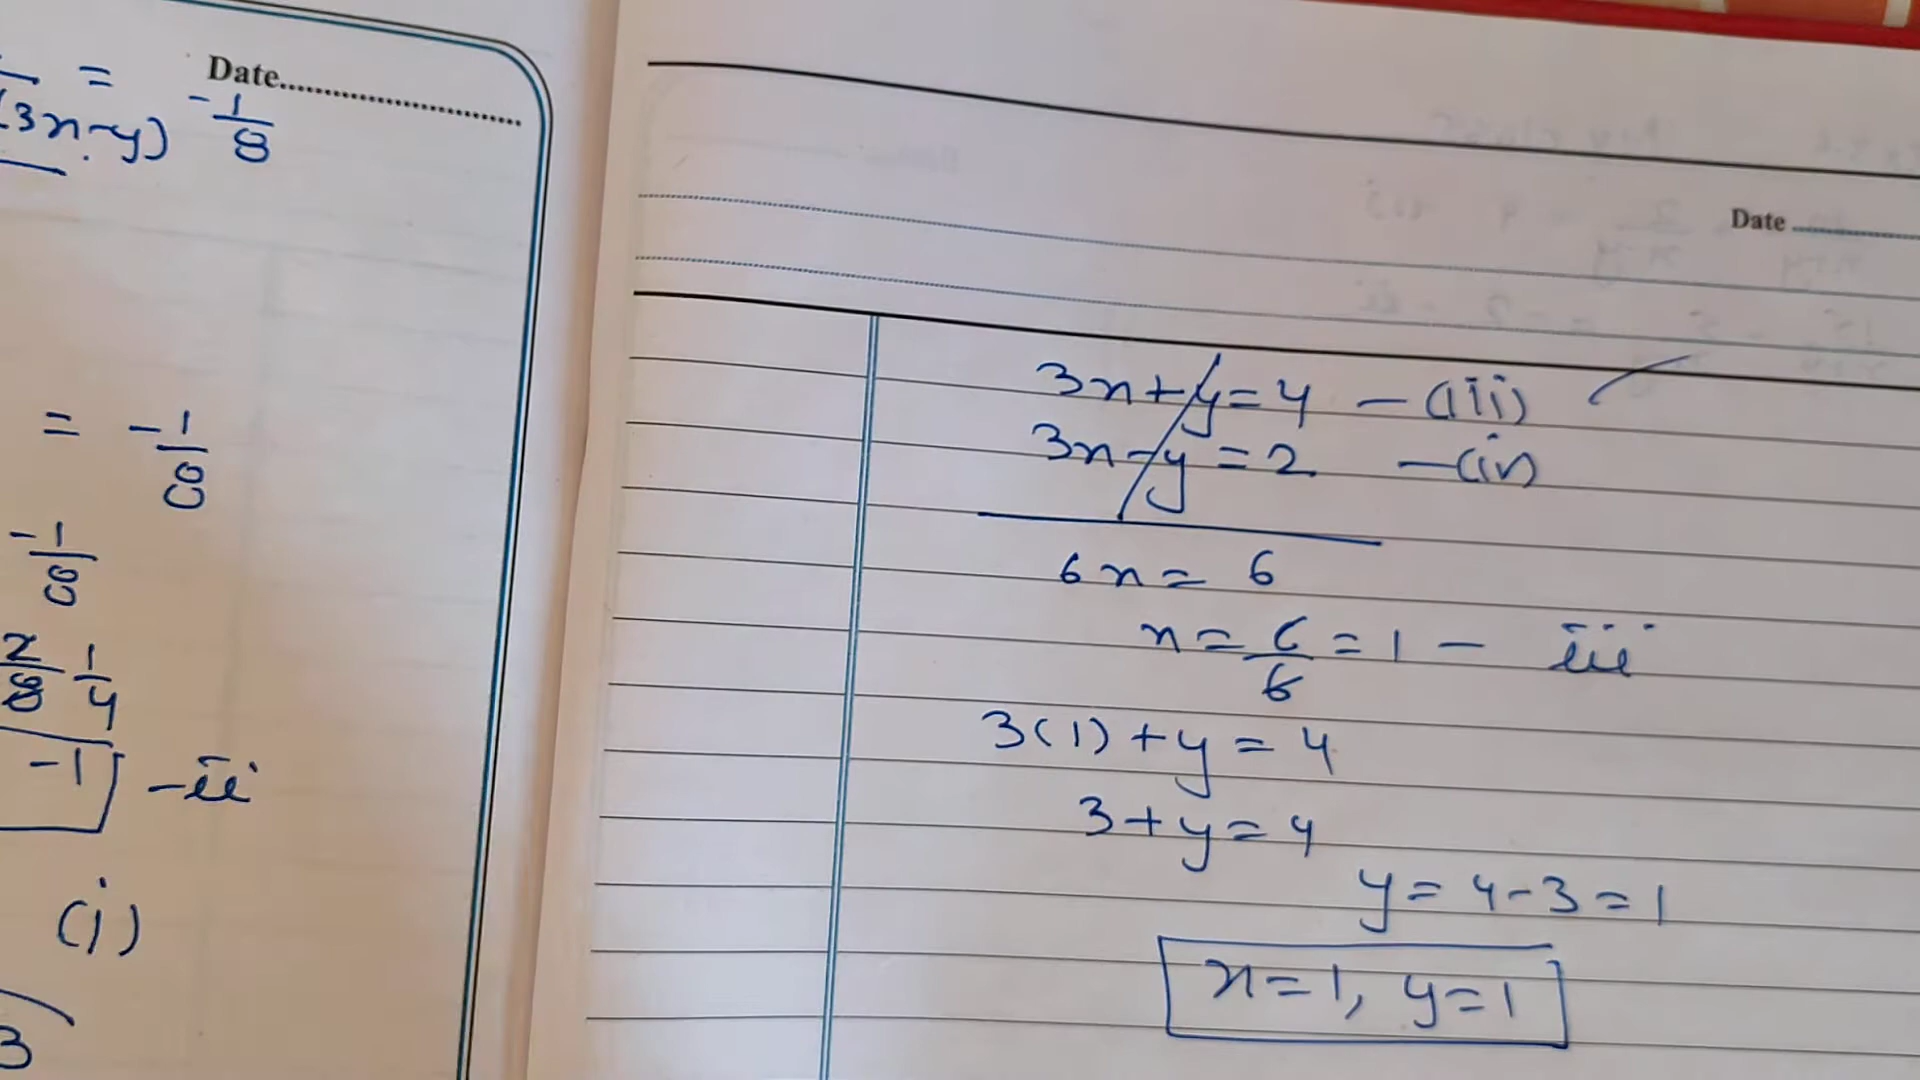 Date..............................
=
(3x-y) -1/8
= -1/8
-1/8
2/8 1/4
-1 - ii
(i)
3
Date ....................
3x+y=4 - (iii)
3x-y=2 - (iv)
6x = 6
x = 6/6 = 1 - iii
3(1) + y = 4
3+y=4
y = 4-3 = 1
x=1, y=1